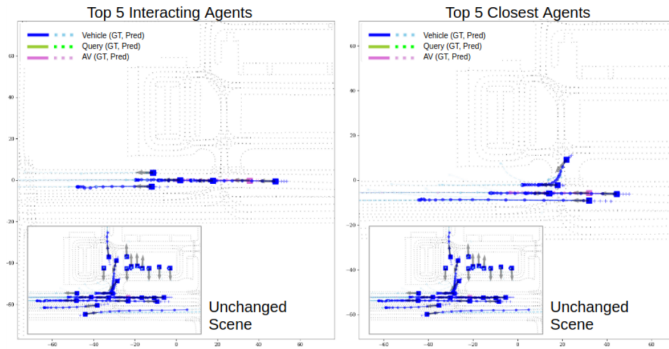 Top 5 Interacting Agents
Vehicle (GT, Pred)
Query (GT, Pred)
AV (GT, Pred)
60
40
20
0
-20
-40
-60
Unchanged
Scene
-60
-40
-20
0
20
40
60
Top 5 Closest Agents
Vehicle (GT, Pred)
Query (GT, Pred)
AV (GT, Pred)
60
40
20
0
-20
-40
-60
Unchanged
Scene
-60
-40
-20
0
20
40
60